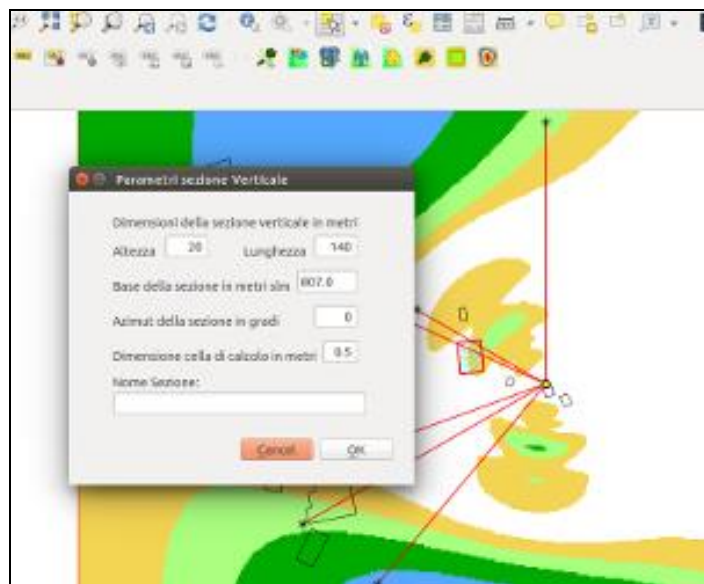 Parametri sezione Verticale
Dimensioni della sezione verticale in metri
Altezza 20 Lunghezza 140
Base della sezione in metri slm 807.0
Azimut della sezione in gradi 0
Dimensione cella di calcolo in metri 0.5
Nome Sezione:
Cancel OK